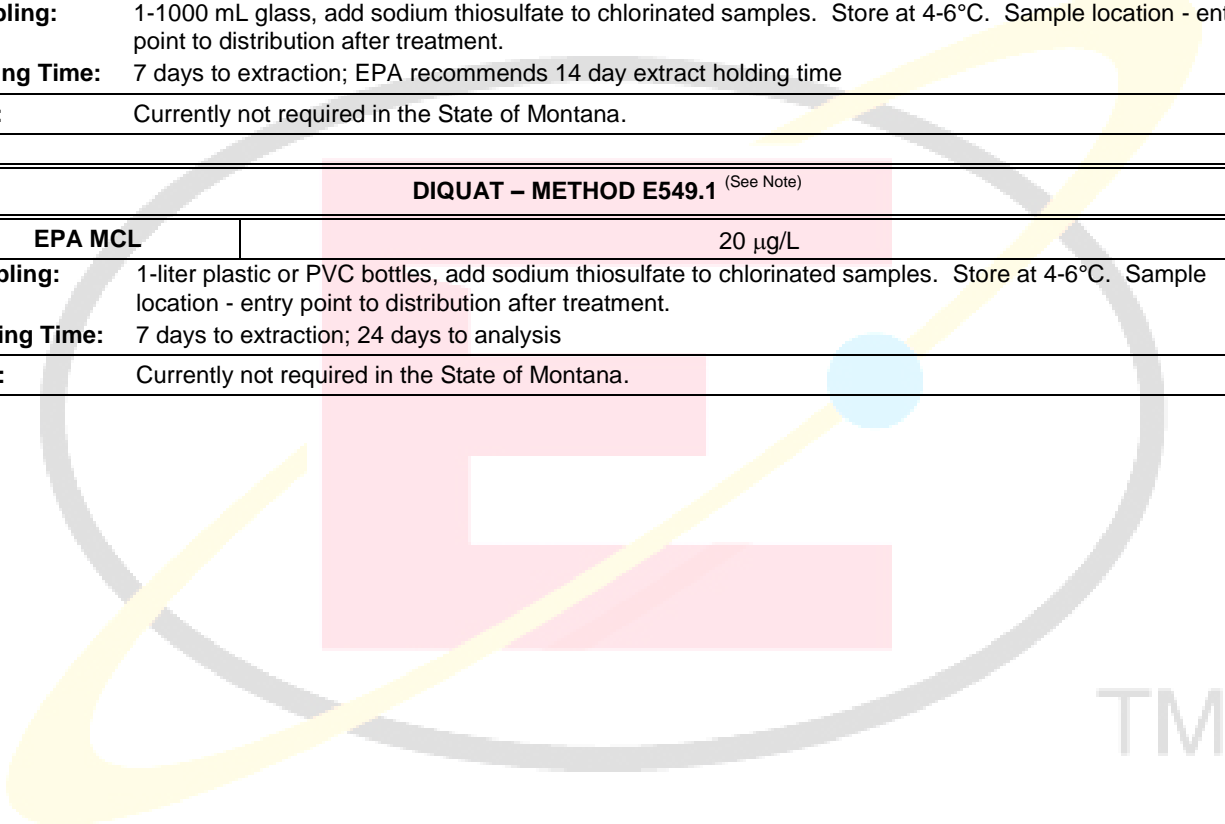 pling: 1-1000 mL glass, add sodium thiosulfate to chlorinated samples. Store at 4-6°C. Sample location - ent
point to distribution after treatment.
ng Time: 7 days to extraction; EPA recommends 14 day extract holding time
: Currently not required in the State of Montana.
DIQUAT – METHOD E549.1 (See Note)
EPA MCL 20 µg/L
pling: 1-liter plastic or PVC bottles, add sodium thiosulfate to chlorinated samples. Store at 4-6°C. Sample
location - entry point to distribution after treatment.
ing Time: 7 days to extraction; 24 days to analysis
: Currently not required in the State of Montana.
E
TM